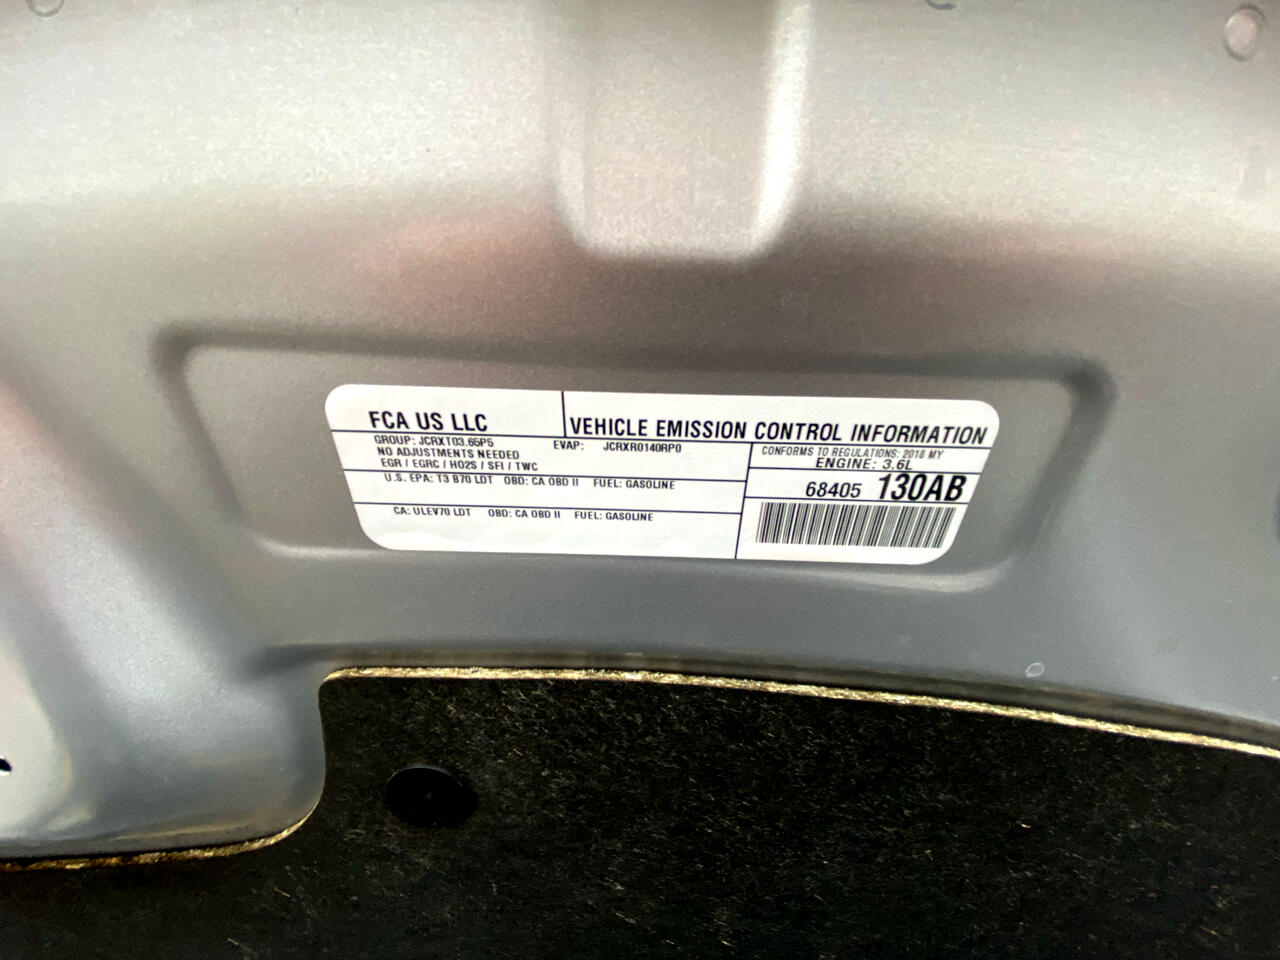 FCA US LLC
VEHICLE EMISSION CONTROL INFORMATION
GROUP: JCRXT03.65P5
EVAP: JCRXR0140RP0
NO ADJUSTMENTS NEEDED
EGR / EGRC / HO2S / SFI / TWC
CONFORMS TO REGULATIONS: 2018 MY
ENGINE: 3.6L
U.S. EPA: T3 B70 LDT OBD: CA OBD II FUEL: GASOLINE
68405 130AB
CA: ULEV70 LDT OBD: CA OBD II FUEL: GASOLINE